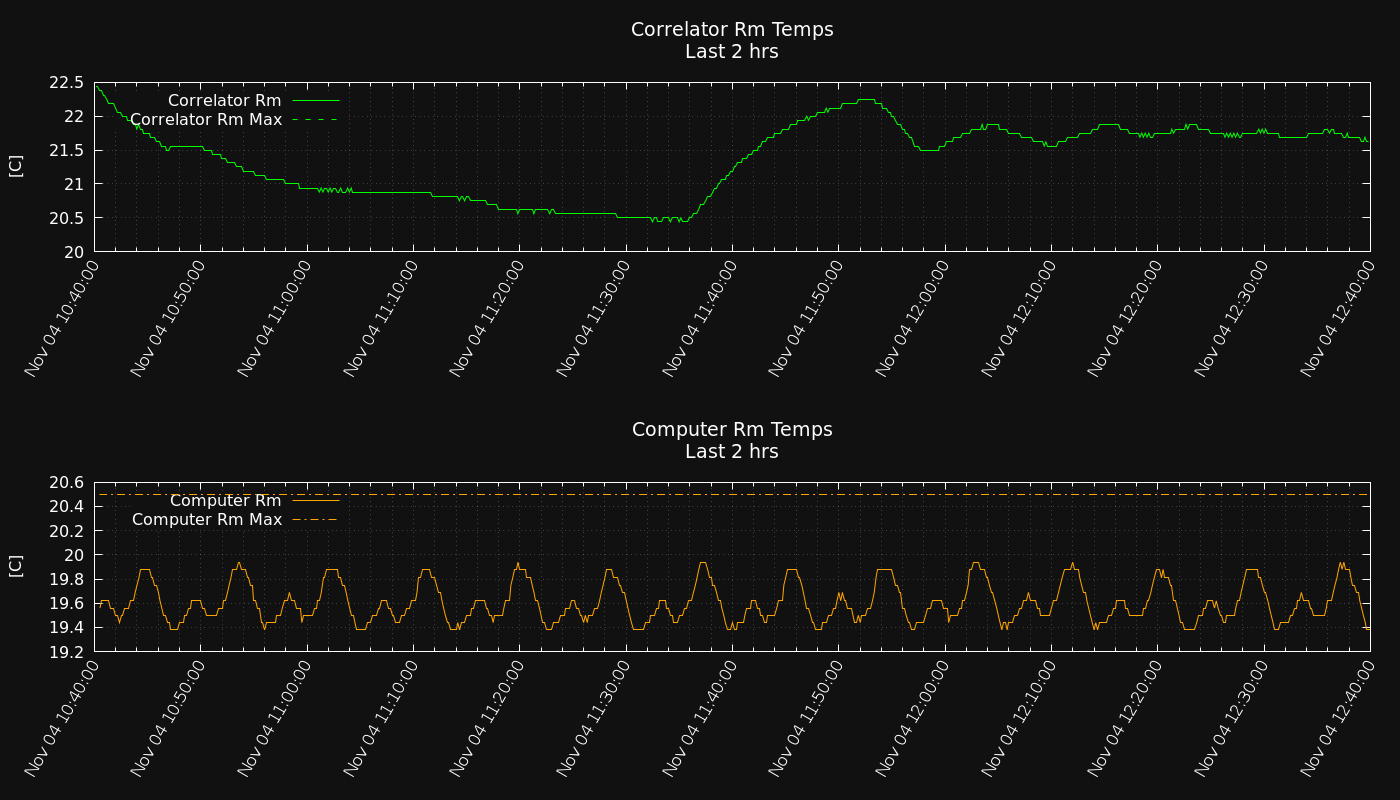 Correlator Rm Temps
Last 2 hrs
[C]
22.5
22
21.5
21
20.5
20
Correlator Rm
Correlator Rm Max
Nov 04 10:40:00
Nov 04 10:50:00
Nov 04 11:00:00
Nov 04 11:10:00
Nov 04 11:20:00
Nov 04 11:30:00
Nov 04 11:40:00
Nov 04 11:50:00
Nov 04 12:00:00
Nov 04 12:10:00
Nov 04 12:20:00
Nov 04 12:30:00
Nov 04 12:40:00
Computer Rm Temps
Last 2 hrs
[C]
20.6
20.4
20.2
20
19.8
19.6
19.4
19.2
Computer Rm
Computer Rm Max
Nov 04 10:40:00
Nov 04 10:50:00
Nov 04 11:00:00
Nov 04 11:10:00
Nov 04 11:20:00
Nov 04 11:30:00
Nov 04 11:40:00
Nov 04 11:50:00
Nov 04 12:00:00
Nov 04 12:10:00
Nov 04 12:20:00
Nov 04 12:30:00
Nov 04 12:40:00